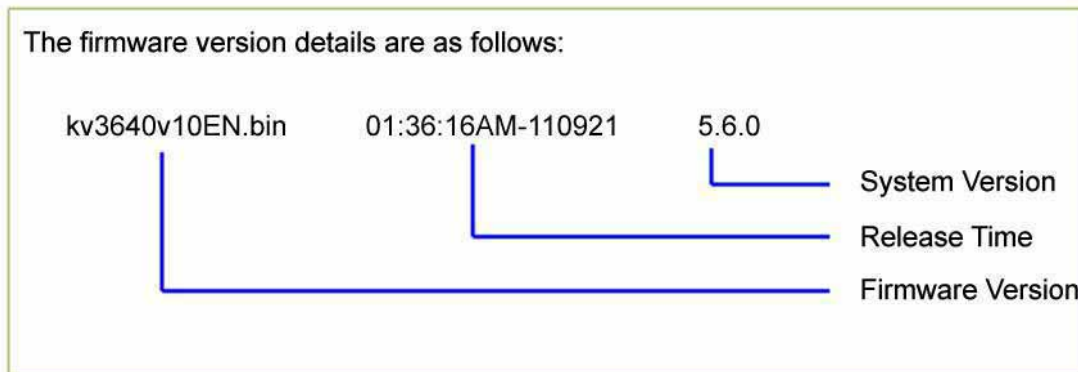 The firmware version details are as follows:
kv3640v10EN.bin 01:36:16AM-110921 5.6.0
System Version
Release Time
Firmware Version